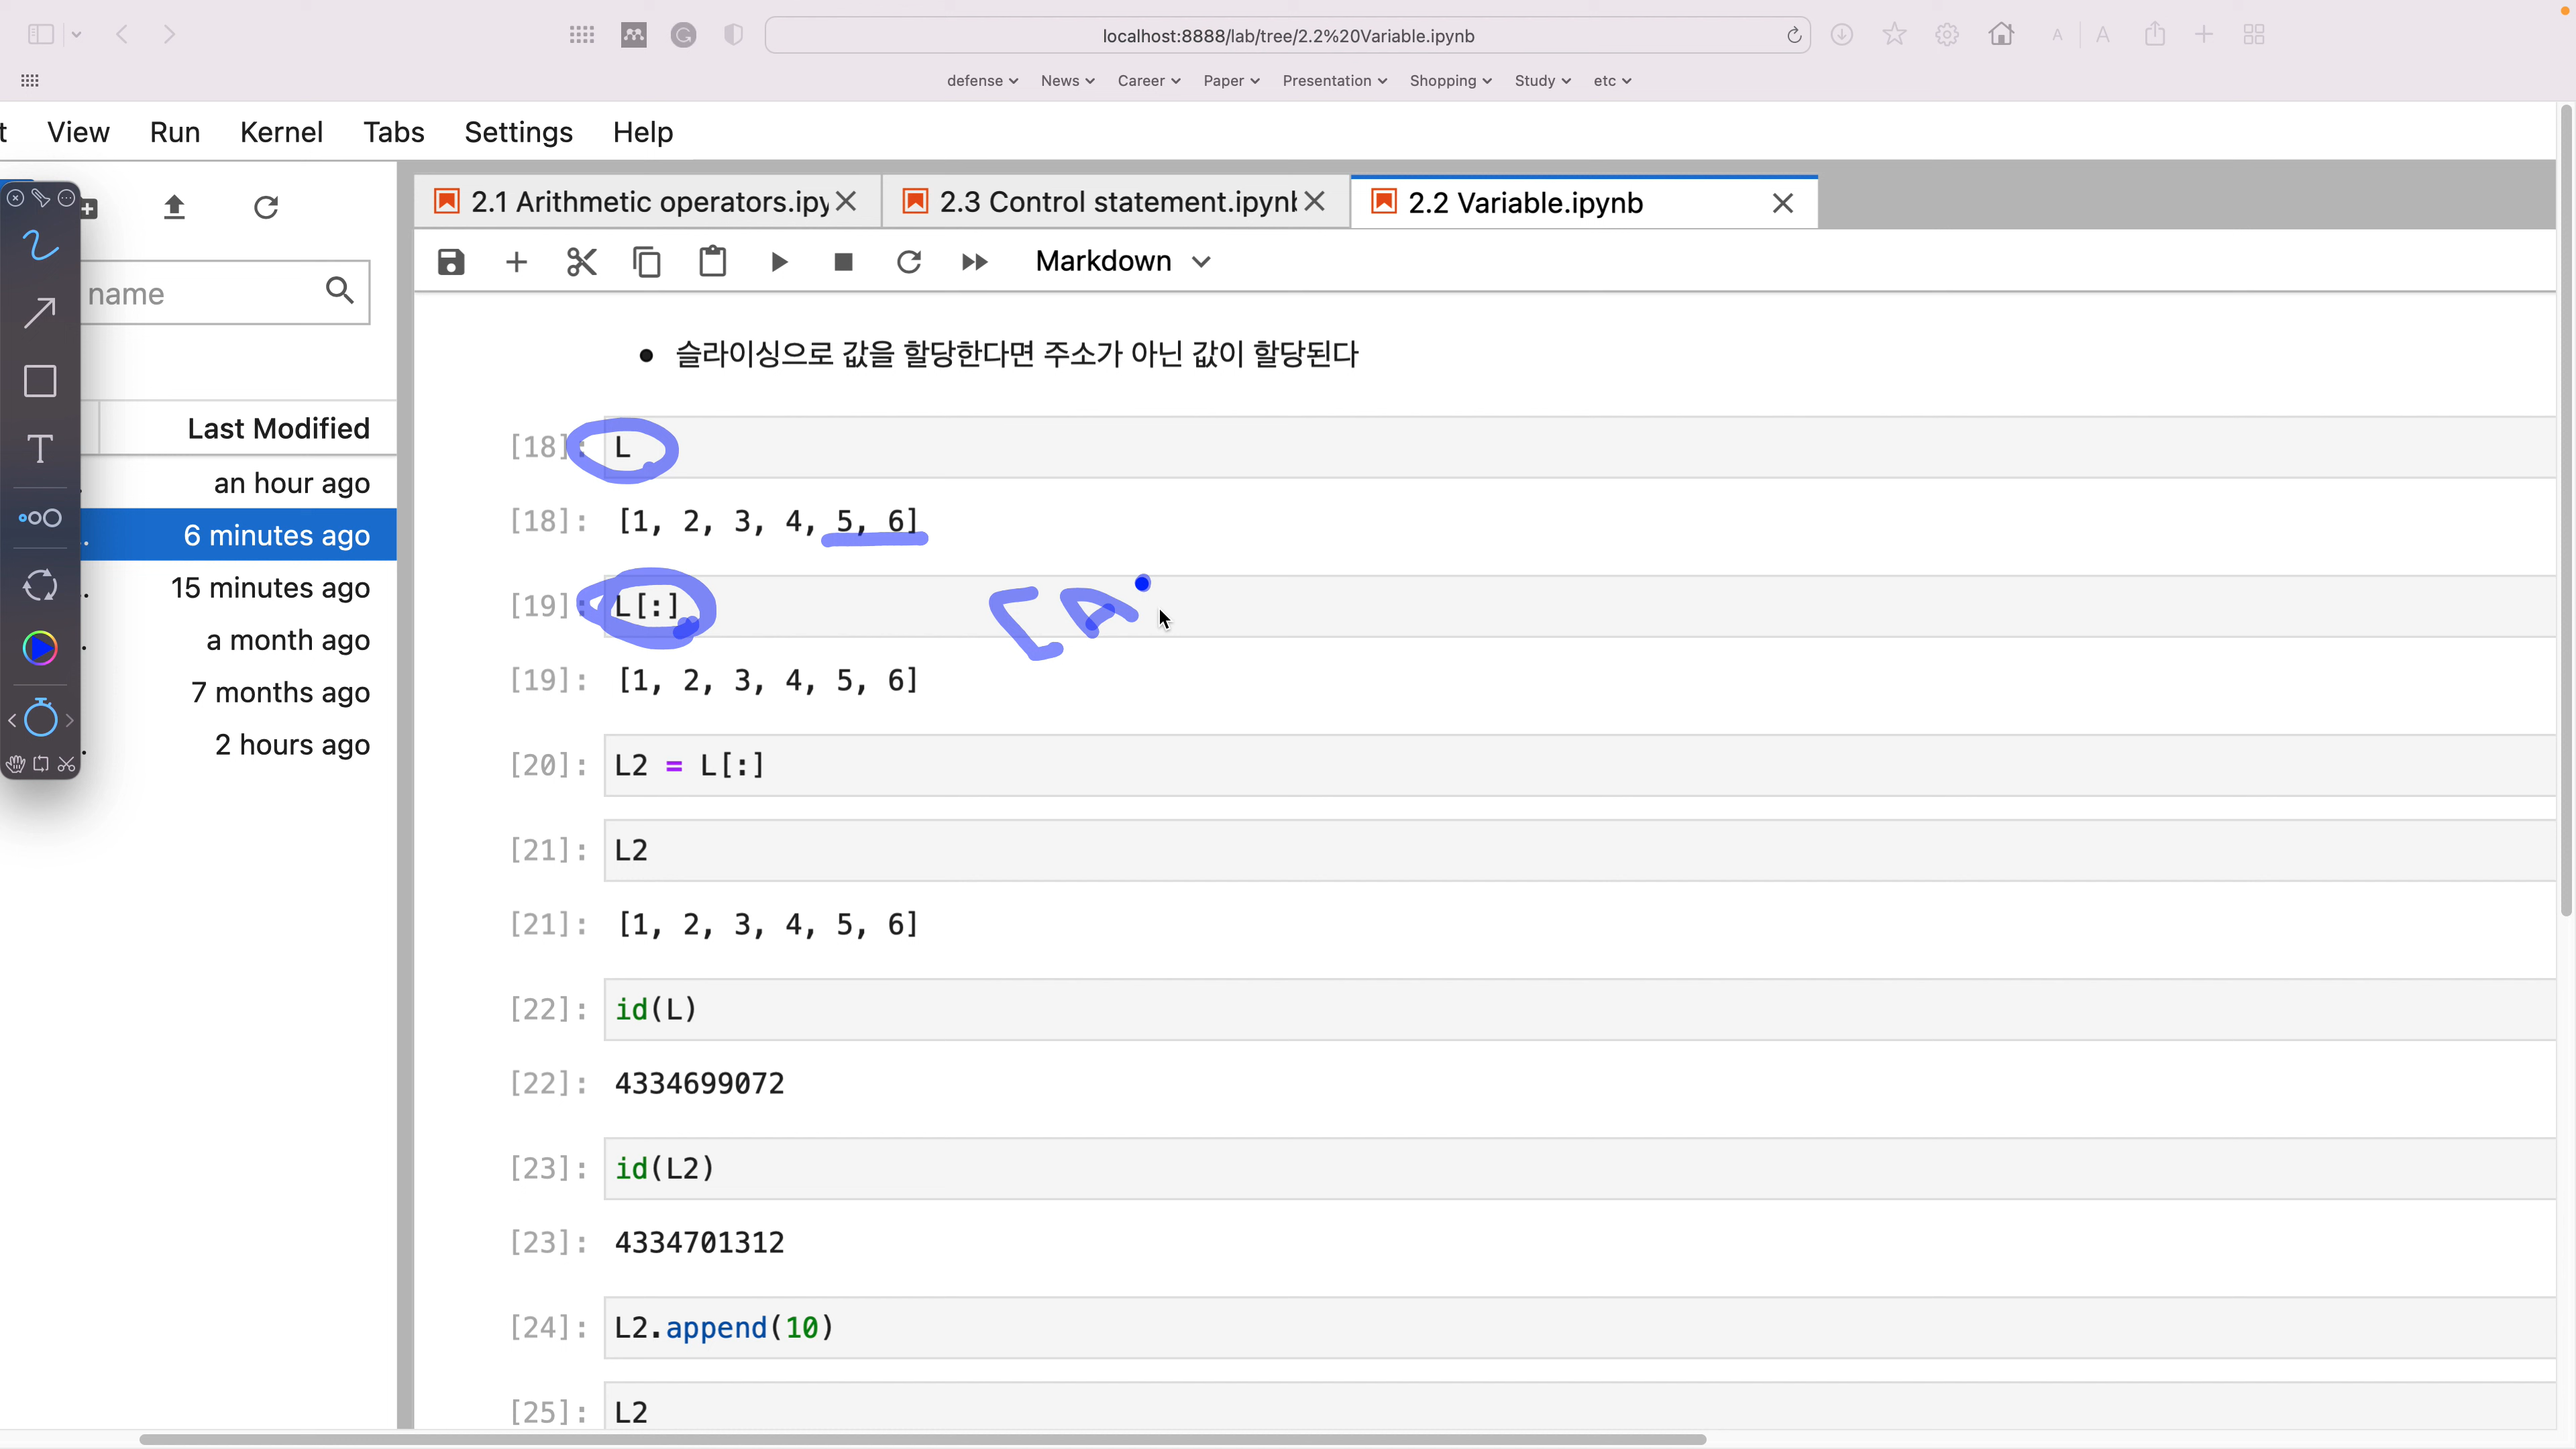 localhost:8888/lab/tree/2.2%20Variable.ipynb
A A
defense News Career Paper Presentation Shopping Study etc
t View Run Kernel Tabs Settings Help
2.1 Arithmetic operators.ipy
2.3 Control statement.ipynb
2.2 Variable.ipynb
name
Markdown
Last Modified
an hour ago
6 minutes ago
15 minutes ago
a month ago
7 months ago
2 hours ago
• 슬라이싱으로 값을 할당한다면 주소가 아닌 값이 할당된다
[18]: L
[18]: [1, 2, 3, 4, 5, 6]
[19]: L[:]
[19]: [1, 2, 3, 4, 5, 6]
[20]: L2 = L[:]
[21]: L2
[21]: [1, 2, 3, 4, 5, 6]
[22]: id(L)
[22]: 4334699072
[23]: id(L2)
[23]: 4334701312
[24]: L2.append(10)
[25]: L2